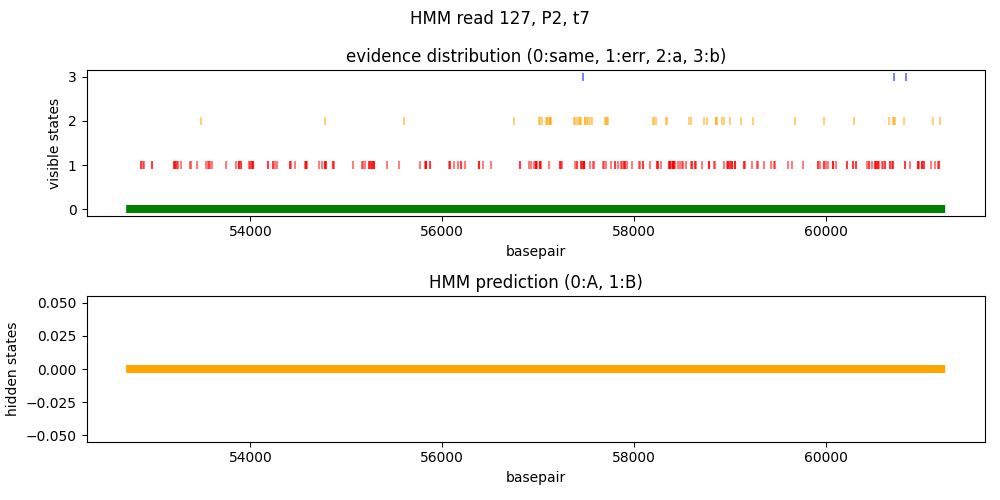 HMM read 127, P2, t7
evidence distribution (0:same, 1:err, 2:a, 3:b)
3
2
1
0
visible states
54000 56000 58000 60000
basepair
HMM prediction (0:A, 1:B)
0.050
0.025
0.000
−0.025
−0.050
hidden states
54000 56000 58000 60000
basepair